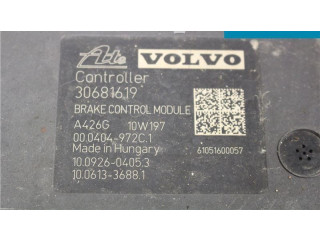 Ate VOLVO
Controller
30681619
BRAKE CONTROL MODULE
A426G 10W197
00.0404-972C.1
Made in Hungary 61051600057
10.0926-0405.3
10.0613-3688.1